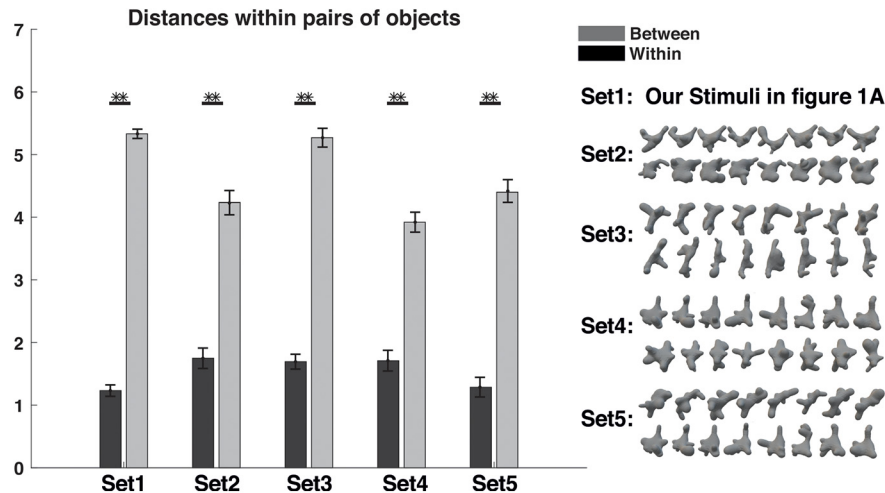 Distances within pairs of objects
7
6
5
4
3
2
1
0
** ** ** ** **
Set1 Set2 Set3 Set4 Set5
Between
Within
Set1: Our Stimuli in figure 1A
Set2:
Set3:
Set4:
Set5: